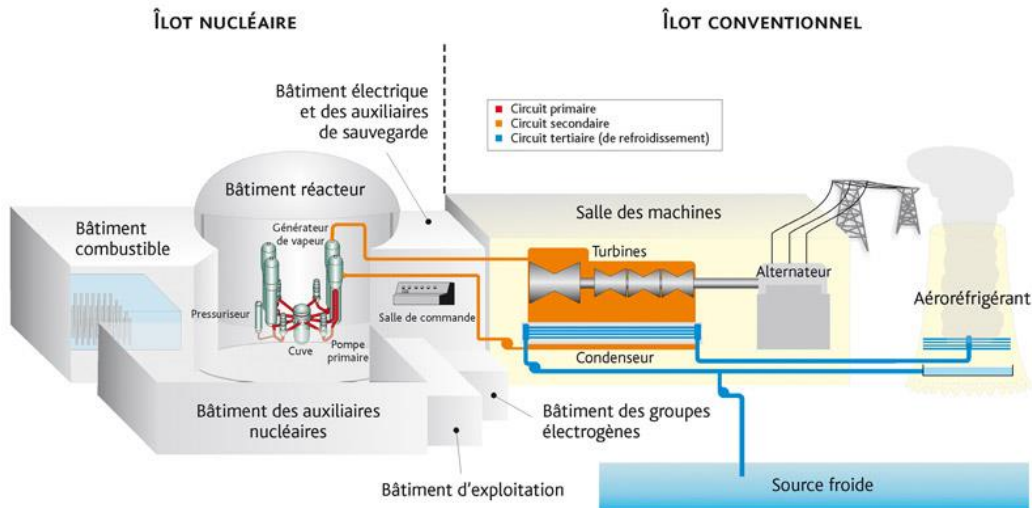 ÎLOT NUCLÉAIRE
ÎLOT CONVENTIONNEL
Bâtiment électrique
et des auxiliaires
de sauvegarde
Circuit primaire
Circuit secondaire
Circuit tertiaire (de refroidissement)
Bâtiment réacteur
Bâtiment
combustible
Générateur
de vapeur
Salle des machines
Turbines
Alternateur
Aéroréfrigérant
Pressuriseur
Salle de commande
Cuve
Pompe
primaire
Condenseur
Bâtiment des auxiliaires
nucléaires
Bâtiment des groupes
électrogènes
Bâtiment d'exploitation
Source froide